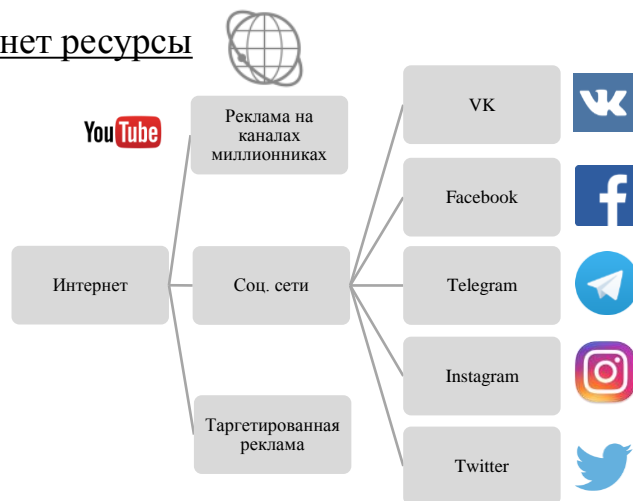 нет ресурсы
YouTube
Реклама на
каналах
миллионниках
Интернет
Соц. сети
Таргетированная
реклама
VK
Facebook
Telegram
Instagram
Twitter